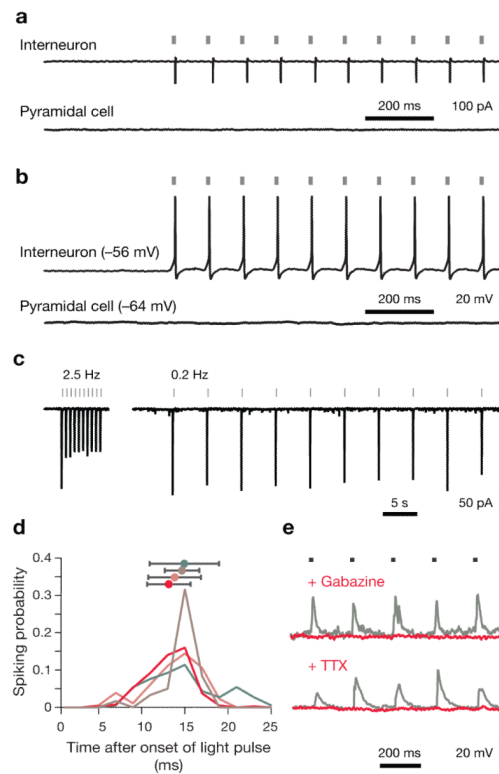 a
Interneuron
Pyramidal cell
200 ms 100 pA
b
Interneuron (–56 mV)
Pyramidal cell (–64 mV)
200 ms 20 mV
c
2.5 Hz 0.2 Hz
5 s 50 pA
d
0.4
0.3
0.2
0.1
0
Spiking probability
0 5 10 15 20 25
Time after onset of light pulse
(ms)
e
+ Gabazine
+ TTX
200 ms 20 mV